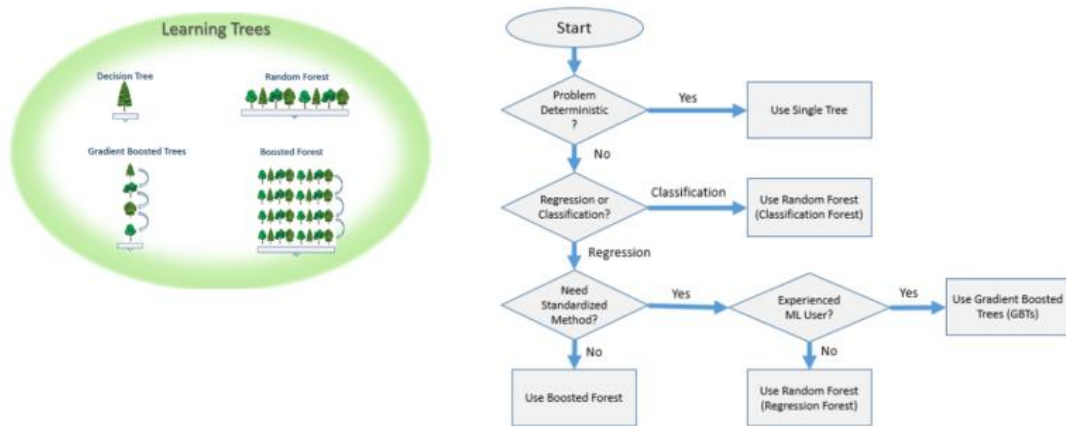 Learning Trees
Decision Tree
Random Forest
Gradient Boosted Trees
Boosted Forest
Start
Problem
Deterministic
?
Yes
Use Single Tree
No
Regression or
Classification?
Classification
Use Random Forest
(Classification Forest)
Regression
Need
Standardized
Method?
Yes
Experienced
ML User?
Yes
Use Gradient Boosted
Trees (GBTs)
No
Use Boosted Forest
No
Use Random Forest
(Regression Forest)